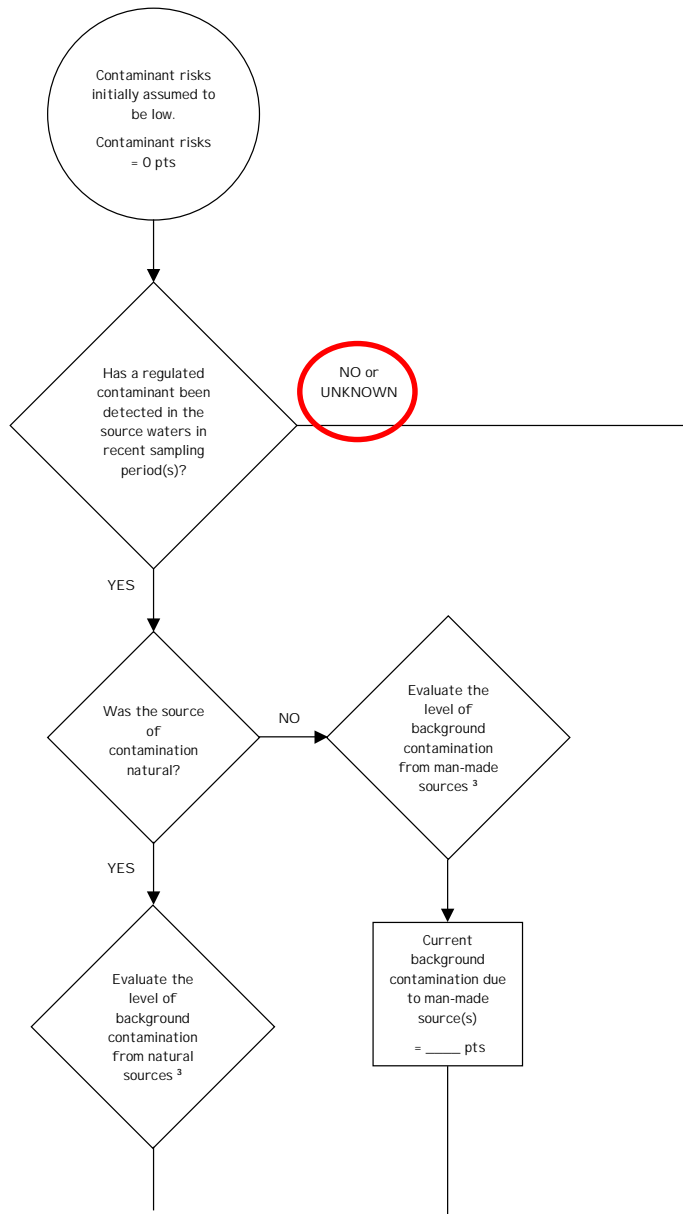 Contaminant risks
initially assumed to
be low.
Contaminant risks
= 0 pts
Has a regulated
contaminant been
detected in the
source waters in
recent sampling
period(s)?
NO or
UNKNOWN
YES
Was the source
of
contamination
natural?
NO
Evaluate the
level of
background
contamination
from man-made
sources ³
YES
Evaluate the
level of
background
contamination
from natural
sources ³
Current
background
contamination due
to man-made
source(s)
= _____ pts